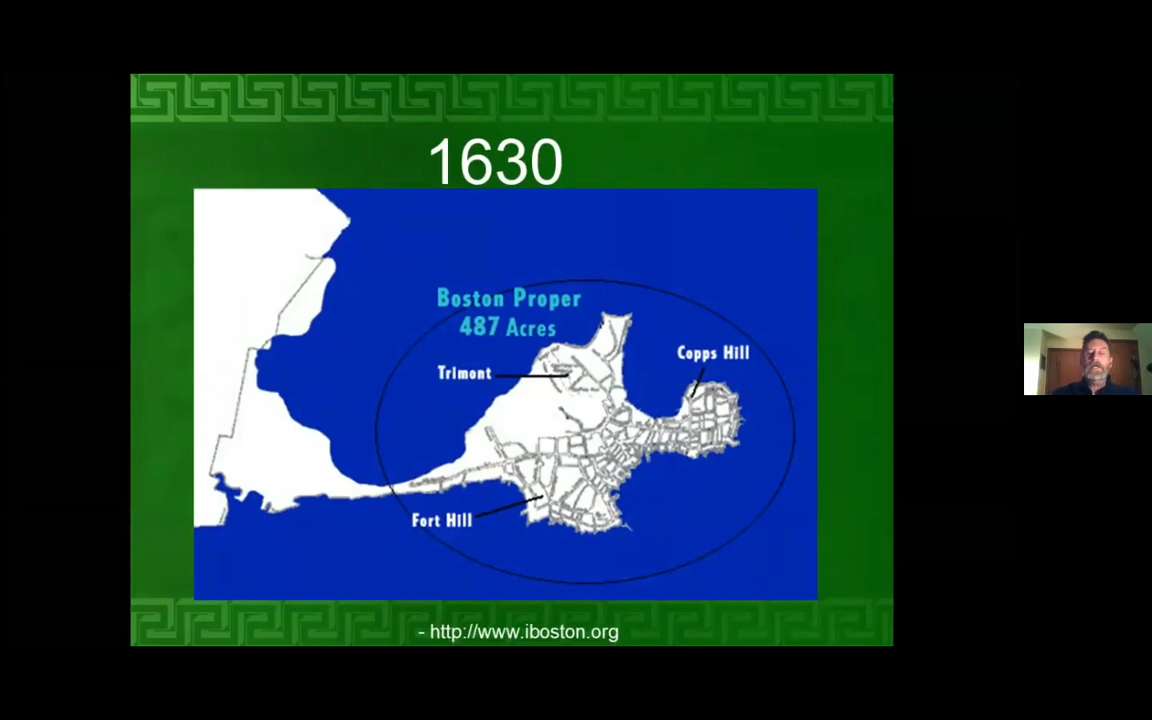 1630
Boston Proper
487 Acres
Copps Hill
Trimont
Fort Hill
- http://www.iboston.org